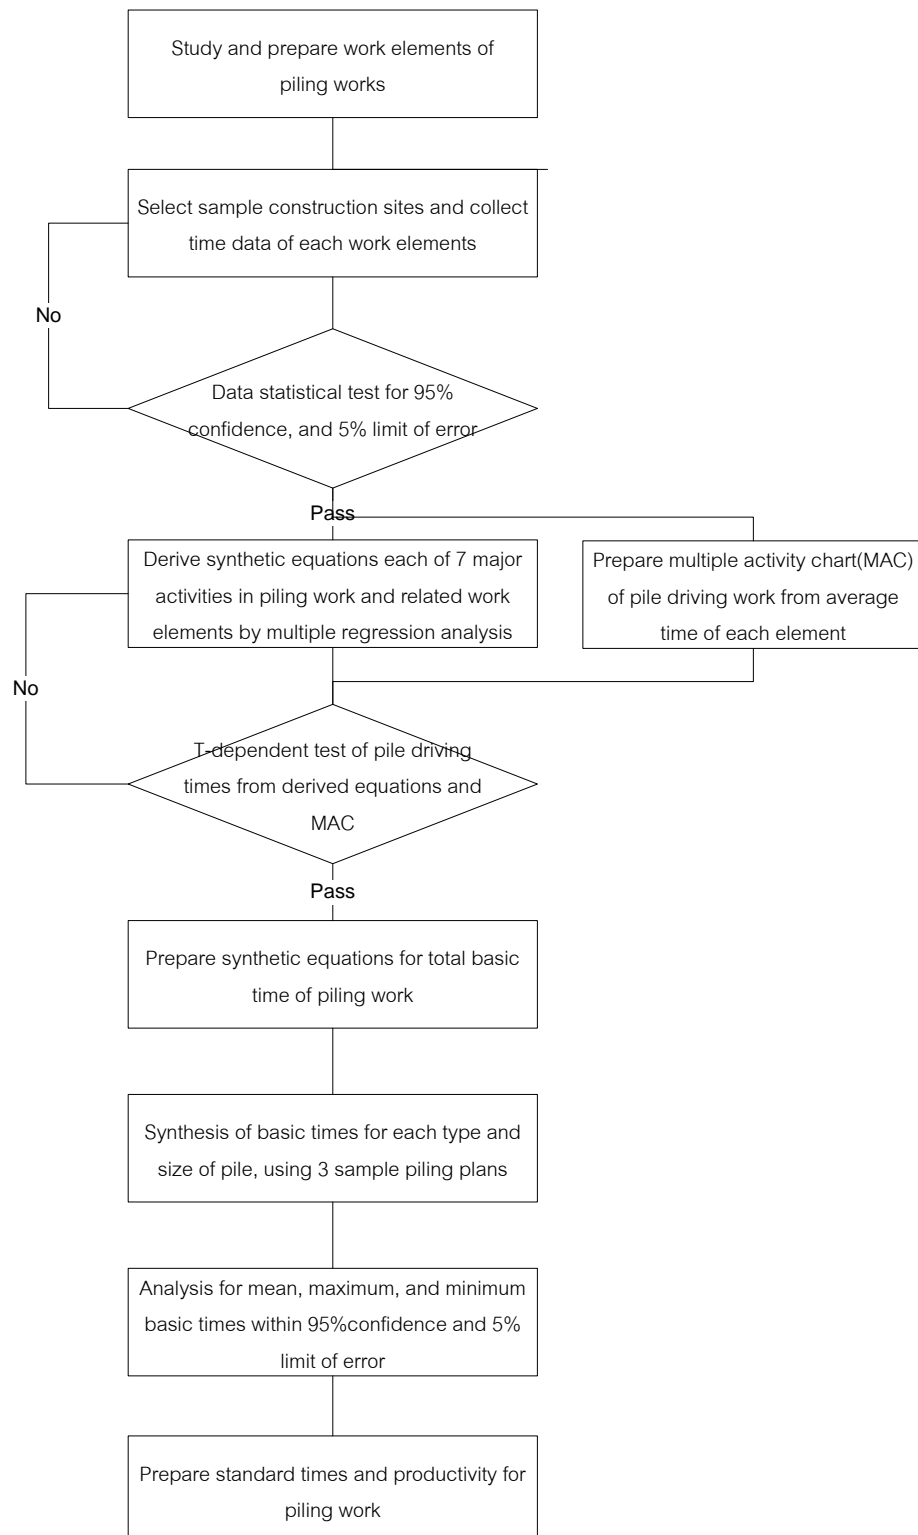 Study and prepare work elements of
piling works
Select sample construction sites and collect
time data of each work elements
No
Data statistical test for 95%
confidence, and 5% limit of error
Pass
Derive synthetic equations each of 7 major
activities in piling work and related work
elements by multiple regression analysis
Prepare multiple activity chart(MAC)
of pile driving work from average
time of each element
No
T-dependent test of pile driving
times from derived equations and
MAC
Pass
Prepare synthetic equations for total basic
time of piling work
Synthesis of basic times for each type and
size of pile, using 3 sample piling plans
Analysis for mean, maximum, and minimum
basic times within 95%confidence and 5%
limit of error
Prepare standard times and productivity for
piling work